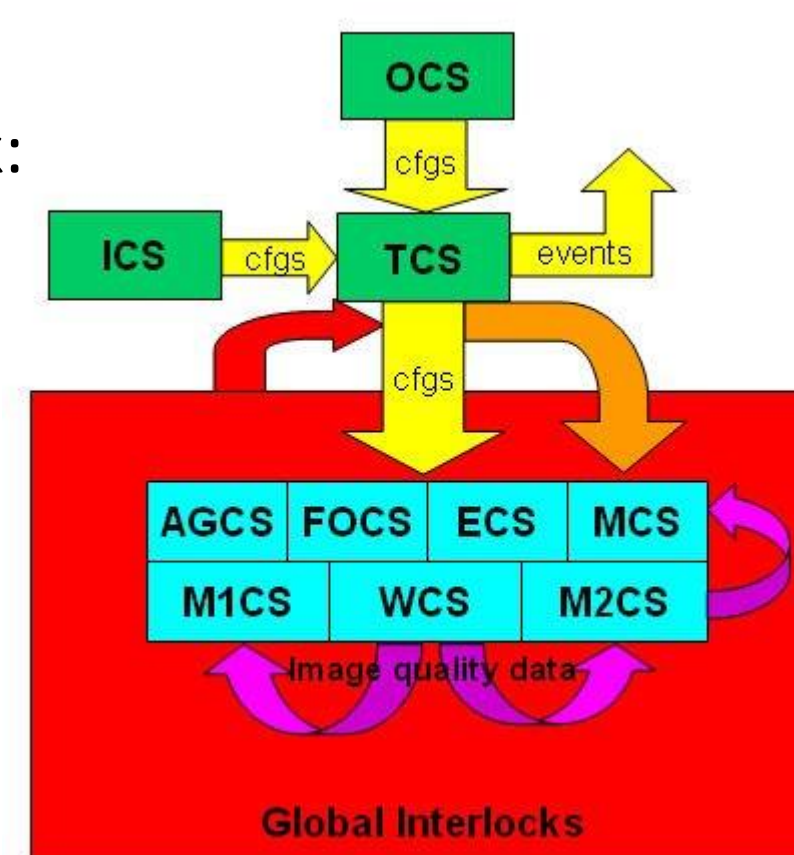 OCS
:
cfgs
ICS
cfgs
TCS
events
cfgs
AGCS FOCS ECS MCS
M1CS WCS M2CS
Image quality data
Global Interlocks